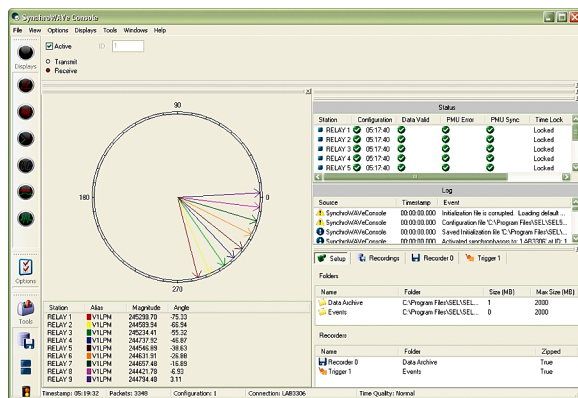 SynchroWAVe Console
File View Options Displays Tools Windows Help
Displays
Active ID 1
Transmit
Receive
90
180
0
270
Station Alias Magnitude Angle
RELAY 1 V1LPM 245298.70 -75.33
RELAY 2 V1LPM 244589.94 -66.94
RELAY 3 V1LPM 245234.41 -55.32
RELAY 4 V1LPM 244737.92 -46.87
RELAY 5 V1LPM 244546.89 -38.63
RELAY 6 V1LPM 244631.91 -26.88
RELAY 7 V1LPM 244657.48 -16.89
RELAY 8 V1LPM 244421.78 -6.93
RELAY 9 V1LPM 244794.48 3.11
Options
Tools
Status
Station Configuration Data Valid PMU Error PMU Sync Time Lock
RELAY 1 05:17:40 Locked
RELAY 2 05:17:40 Locked
RELAY 3 05:17:40 Locked
RELAY 4 05:17:40 Locked
RELAY 5 05:17:40 Locked
Log
Source Timestamp Event
SynchroWAVeConsole 00:00:00.000 Initialization file is corrupted. Loading default ...
SynchroWAVeConsole 00:00:00.000 Configuration file 'C:\Program Files\SEL\SEL5...
SynchroWAVeConsole 00:00:00.000 Saved Initialization file 'C:\Program Files\SEL\...
SynchroWAVeConsole 00:00:00.000 Activated synchrophasors to: LAB3306' at ID: 1
Setup Recordings Recorder 0 Trigger 1
Folders
Name Folder Size (MB) Max Size (MB)
Data Archive C:\Program Files\SEL\SEL... 1 2000
Events C:\Program Files\SEL\SEL... 0 2000
Recorders
Name Folder Zipped
Recorder 0 Data Archive True
Trigger 1 Events True
Timestamp: 05:19:32 Packets: 3348 Configuration: 1 Connection: LAB3306 Time Quality: Normal